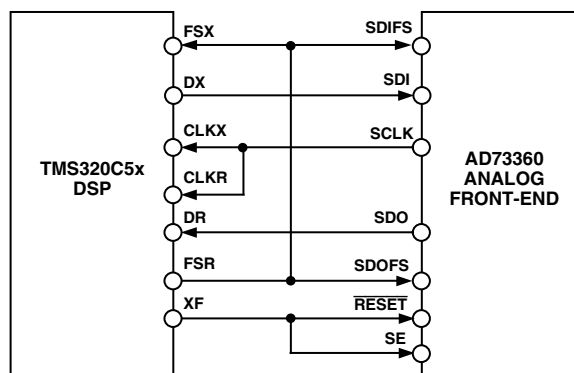 FSX
SDIFS
DX
SDI
CLKX
SCLK
TMS320C5x
DSP
AD73360
ANALOG
FRONT-END
CLKR
DR
SDO
FSR
SDOFS
XF
RESET
SE